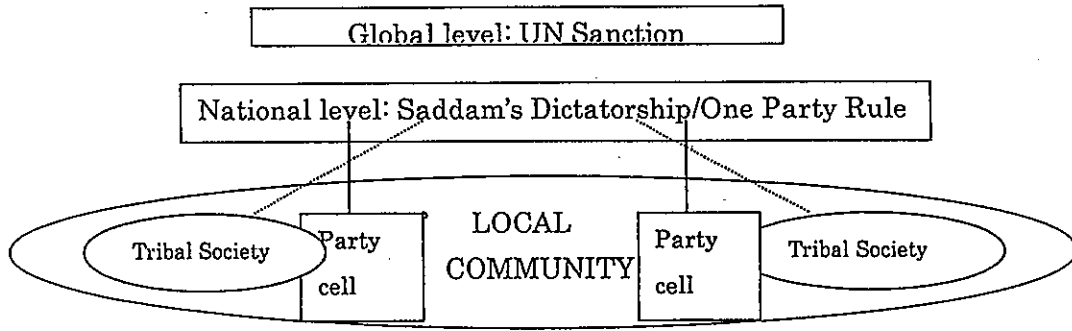 Global level: UN Sanction
National level: Saddam's Dictatorship/One Party Rule
Tribal Society
Party
cell
LOCAL
COMMUNITY
Party
cell
Tribal Society